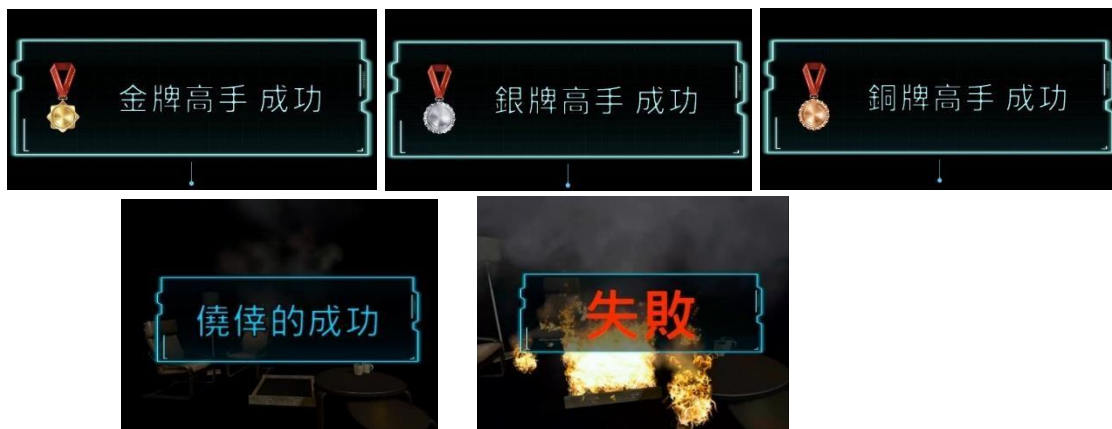 金牌高手 成功
銀牌高手 成功
銅牌高手 成功
僥倖的成功
失敗